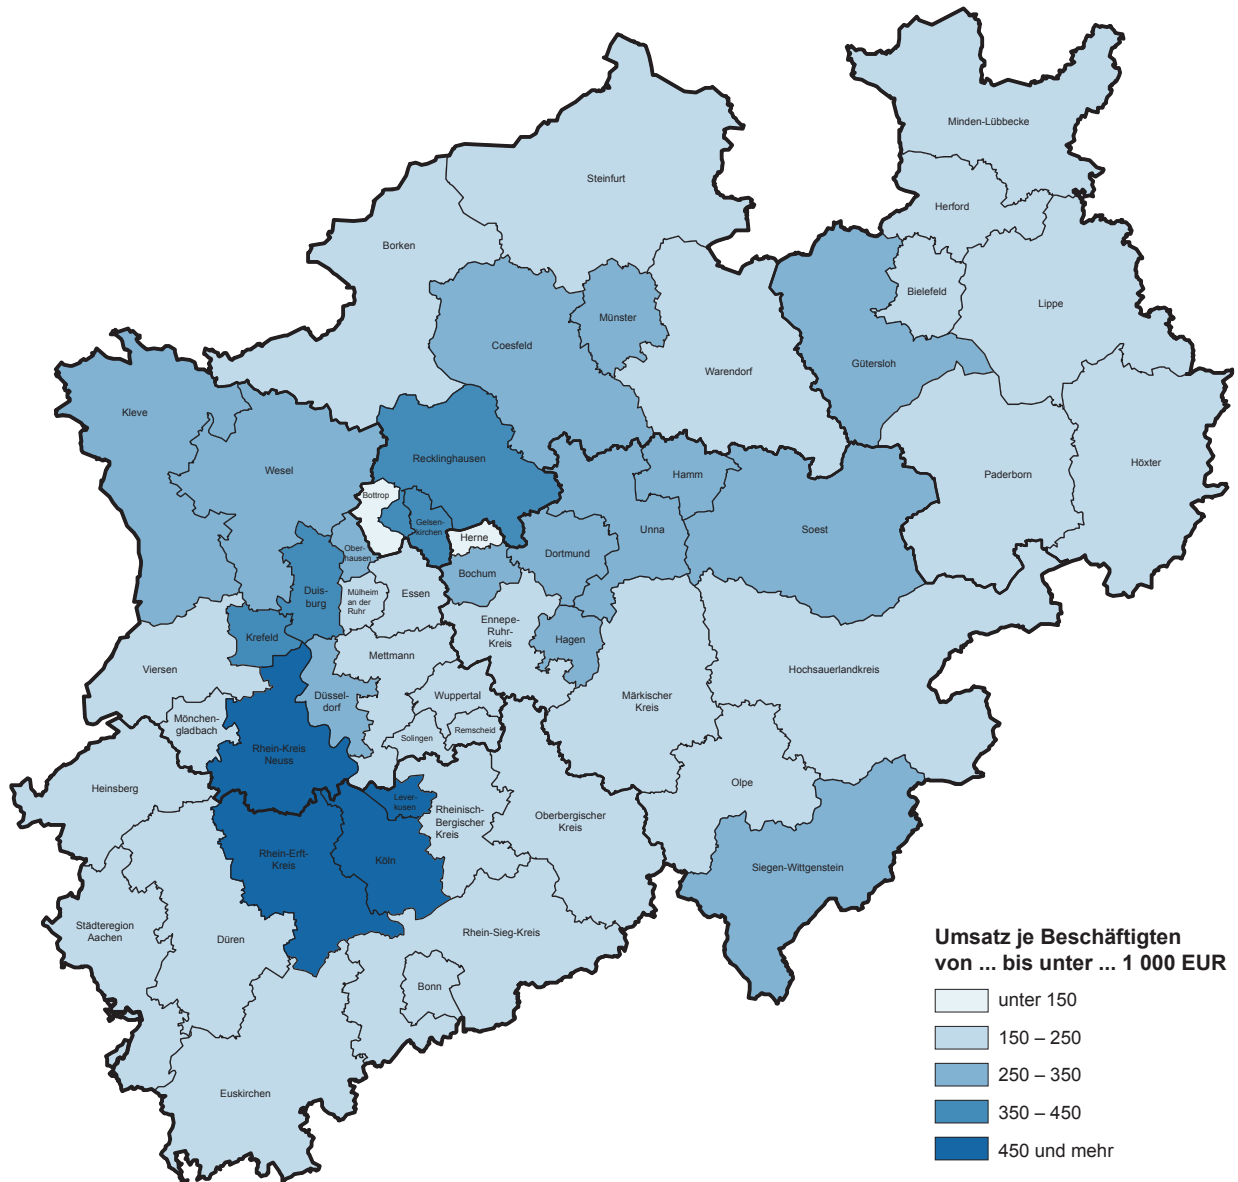 Minden-Lübbecke
Steinfurt
Herford
Borken
Bielefeld
Lippe
Münster
Coesfeld
Gütersloh
Warendorf
Kleve
Recklinghausen
Wesel
Höxter
Paderborn
Hamm
Bottrop
Gelsen-
kirchen
Soest
Unna
Herne
Dortmund
Ober-
hausen
Bochum
Duis-
burg
Mülheim
an der
Ruhr
Essen
Ennepe-
Ruhr-
Kreis
Hagen
Krefeld
Mettmann
Viersen
Hochsauerlandkreis
Wuppertal
Märkischer
Kreis
Düssel-
dorf
Mönchen-
gladbach
Remscheid
Solingen
Rhein-Kreis
Neuss
Olpe
Heinsberg
Lever-
kusen
Rheinisch-
Bergischer
Kreis
Oberbergischer
Kreis
Rhein-Erft-
Kreis
Köln
Siegen-Wittgenstein
Städteregion
Aachen
Düren
Rhein-Sieg-Kreis
Bonn
Euskirchen
Umsatz je Beschäftigten
von ... bis unter ... 1 000 EUR
unter 150
150 – 250
250 – 350
350 – 450
450 und mehr